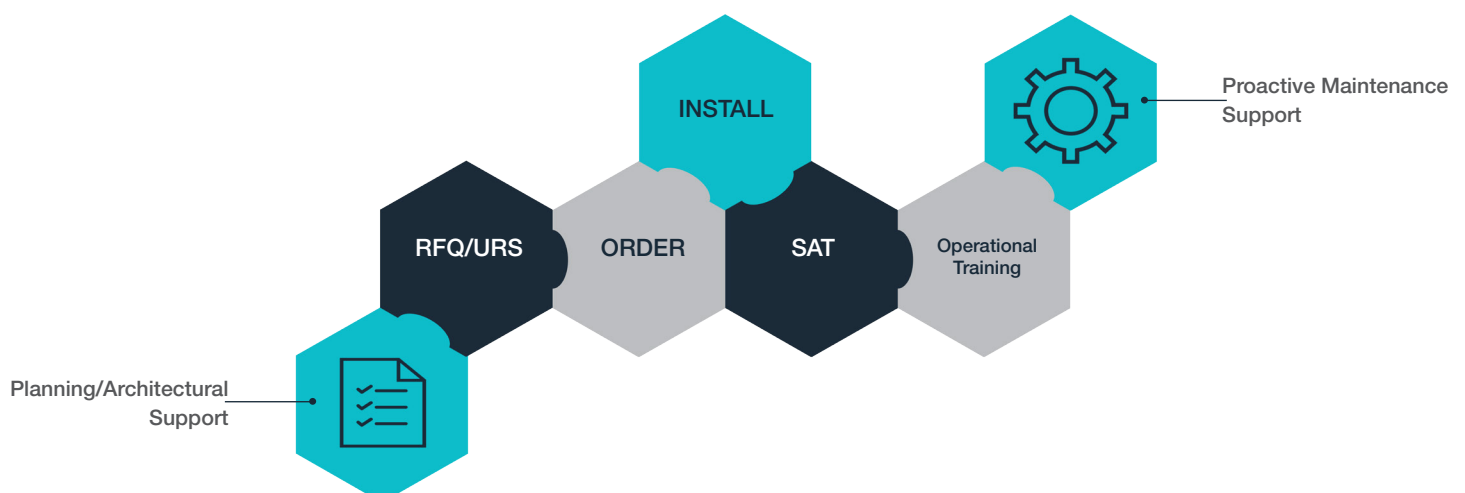 INSTALL
Proactive Maintenance
Support
RFQ/URS
ORDER
SAT
Operational
Training
Planning/Architectural
Support